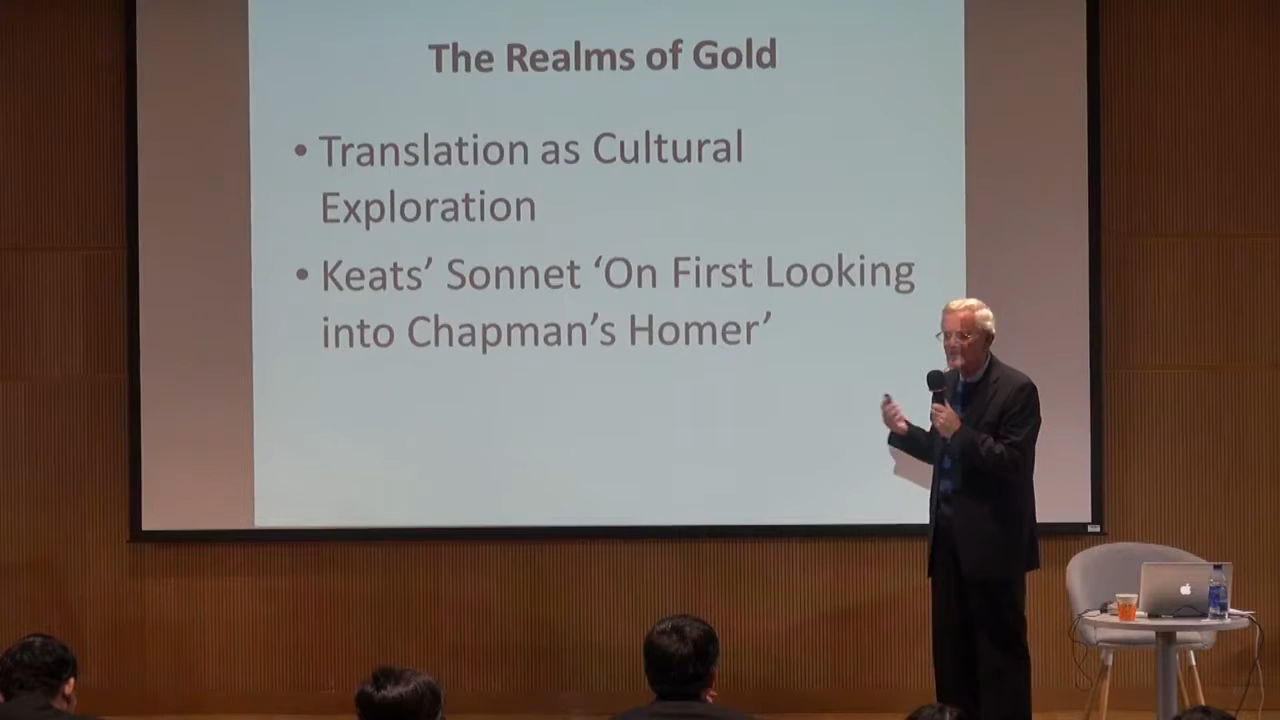 The Realms of Gold
• Translation as Cultural
Exploration
• Keats’ Sonnet ‘On First Looking
into Chapman’s Homer’